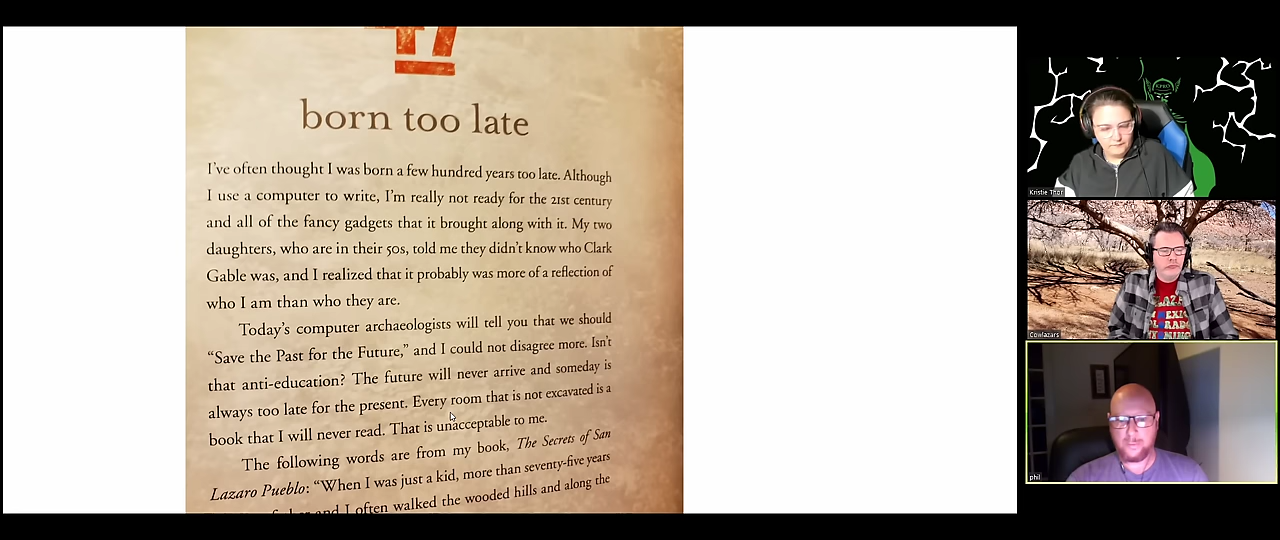 47
born too late
I've often thought I was born a few hundred years too late. Although
I use a computer to write, I'm really not ready for the 21st century
and all of the fancy gadgets that it brought along with it. My two
daughters, who are in their 50s, told me they didn't know who Clark
Gable was, and I realized that it probably was more of a reflection of
who I am than who they are.
Today's computer archaeologists will tell you that we should
"Save the Past for the Future," and I could not disagree more. Isn't
that anti-education? The future will never arrive and someday is
always too late for the present. Every room that is not excavated is a
book that I will never read. That is unacceptable to me.
The following words are from my book, The Secrets of San
Lazaro Pueblo: "When I was just a kid, more than seventy-five years
and I often walked the wooded hills and along the
Kristie Thor
Cowlazars
phil